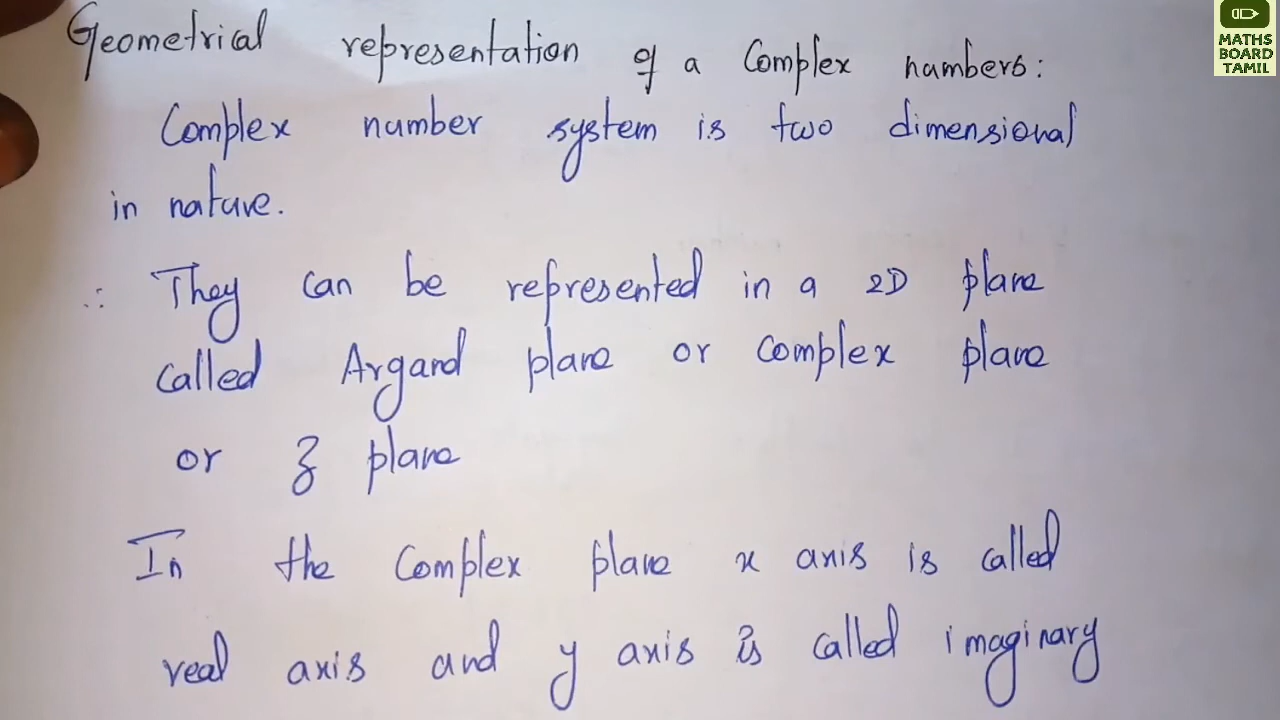 Geometrical representation of a Complex numbers:
MATHS
BOARD
TAMIL
Complex number system is two dimensional
in nature.
∴ They can be represented in a 2D plane
called Argand plane or complex plane
or z plane
In the Complex plane x axis is called
real axis and y axis is called imaginary